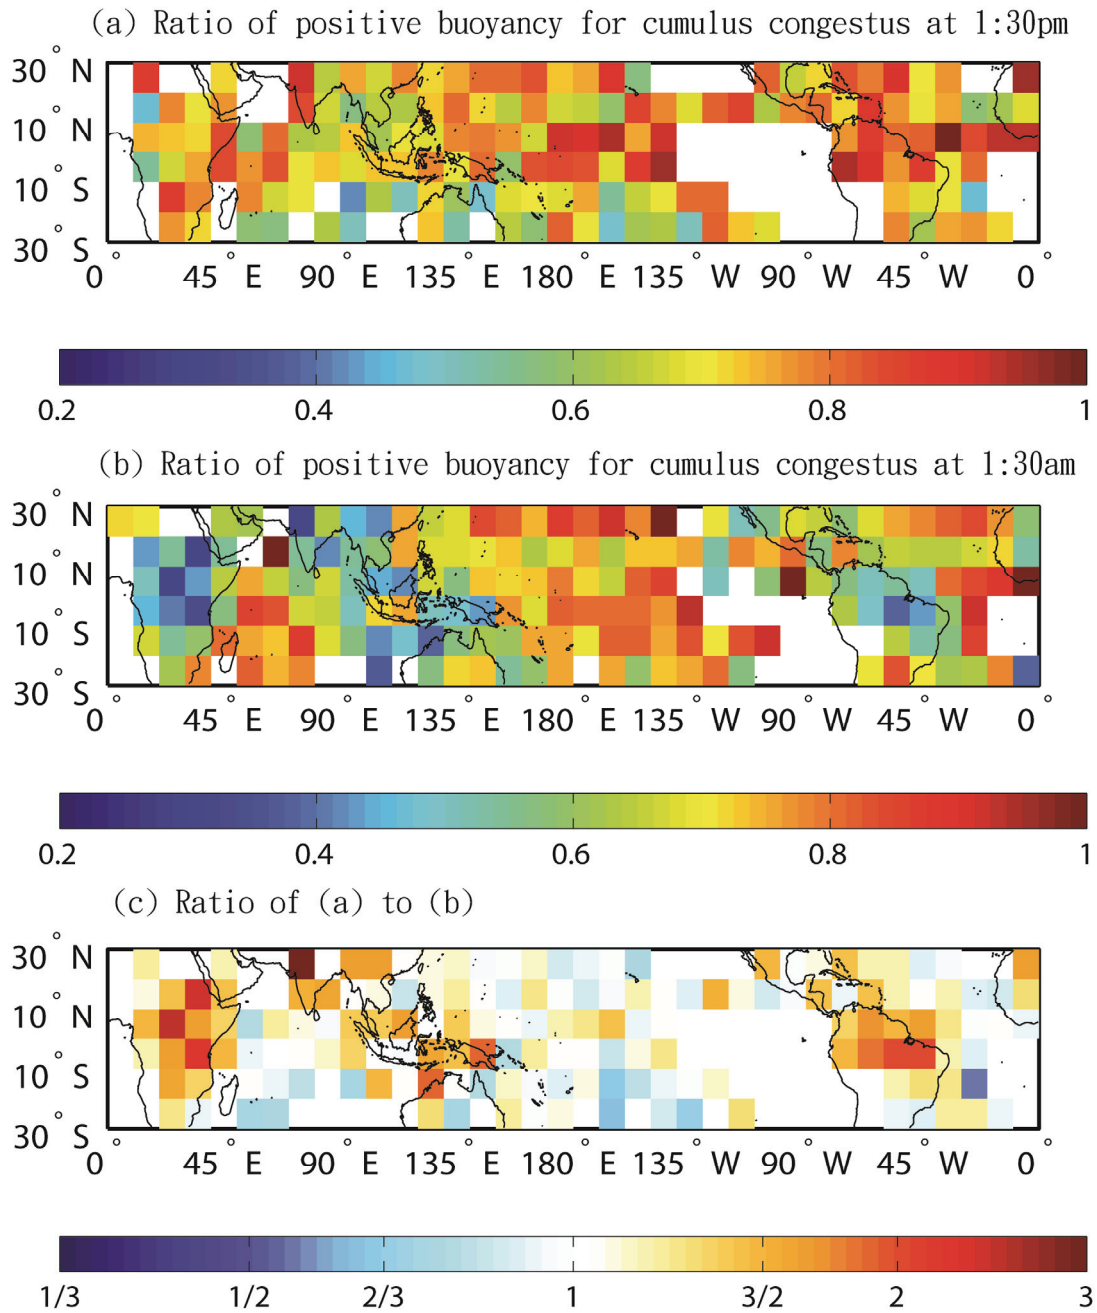 (a) Ratio of positive buoyancy for cumulus congestus at 1:30pm
30° N
10° N
10° S
30° S
0° 45° E 90° E 135° E 180° E 135° W 90° W 45° W 0°
0.2 0.4 0.6 0.8 1
(b) Ratio of positive buoyancy for cumulus congestus at 1:30am
30° N
10° N
10° S
30° S
0° 45° E 90° E 135° E 180° E 135° W 90° W 45° W 0°
0.2 0.4 0.6 0.8 1
(c) Ratio of (a) to (b)
30° N
10° N
10° S
30° S
0° 45° E 90° E 135° E 180° E 135° W 90° W 45° W 0°
1/3 1/2 2/3 1 3/2 2 3